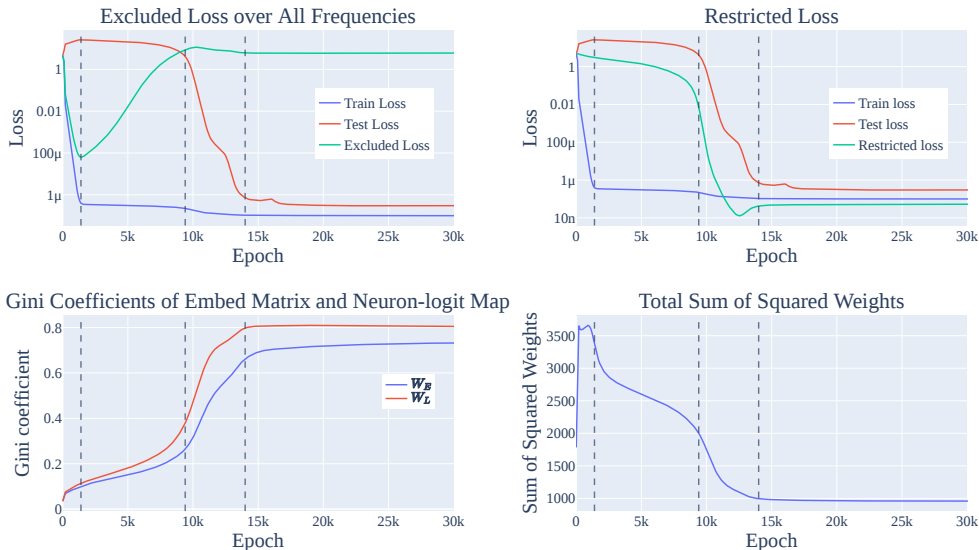 Excluded Loss over All Frequencies
Loss
1
0.01
100μ
1μ
Train Loss
Test Loss
Excluded Loss
0 5k 10k 15k 20k 25k 30k
Epoch
Restricted Loss
Loss
1
0.01
100μ
1μ
10n
Train loss
Test loss
Restricted loss
0 5k 10k 15k 20k 25k 30k
Epoch
Gini Coefficients of Embed Matrix and Neuron-logit Map
Gini coefficient
0.8
0.6
0.4
0.2
0
W_E
W_L
0 5k 10k 15k 20k 25k 30k
Epoch
Total Sum of Squared Weights
Sum of Squared Weights
3500
3000
2500
2000
1500
1000
0 5k 10k 15k 20k 25k 30k
Epoch